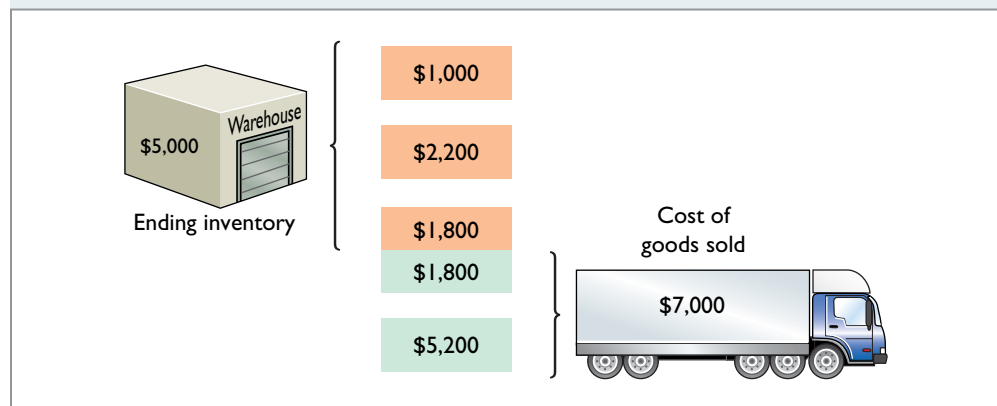 $1,000
Warehouse
$5,000
$2,200
Ending inventory
$1,800
Cost of
goods sold
$1,800
$7,000
$5,200